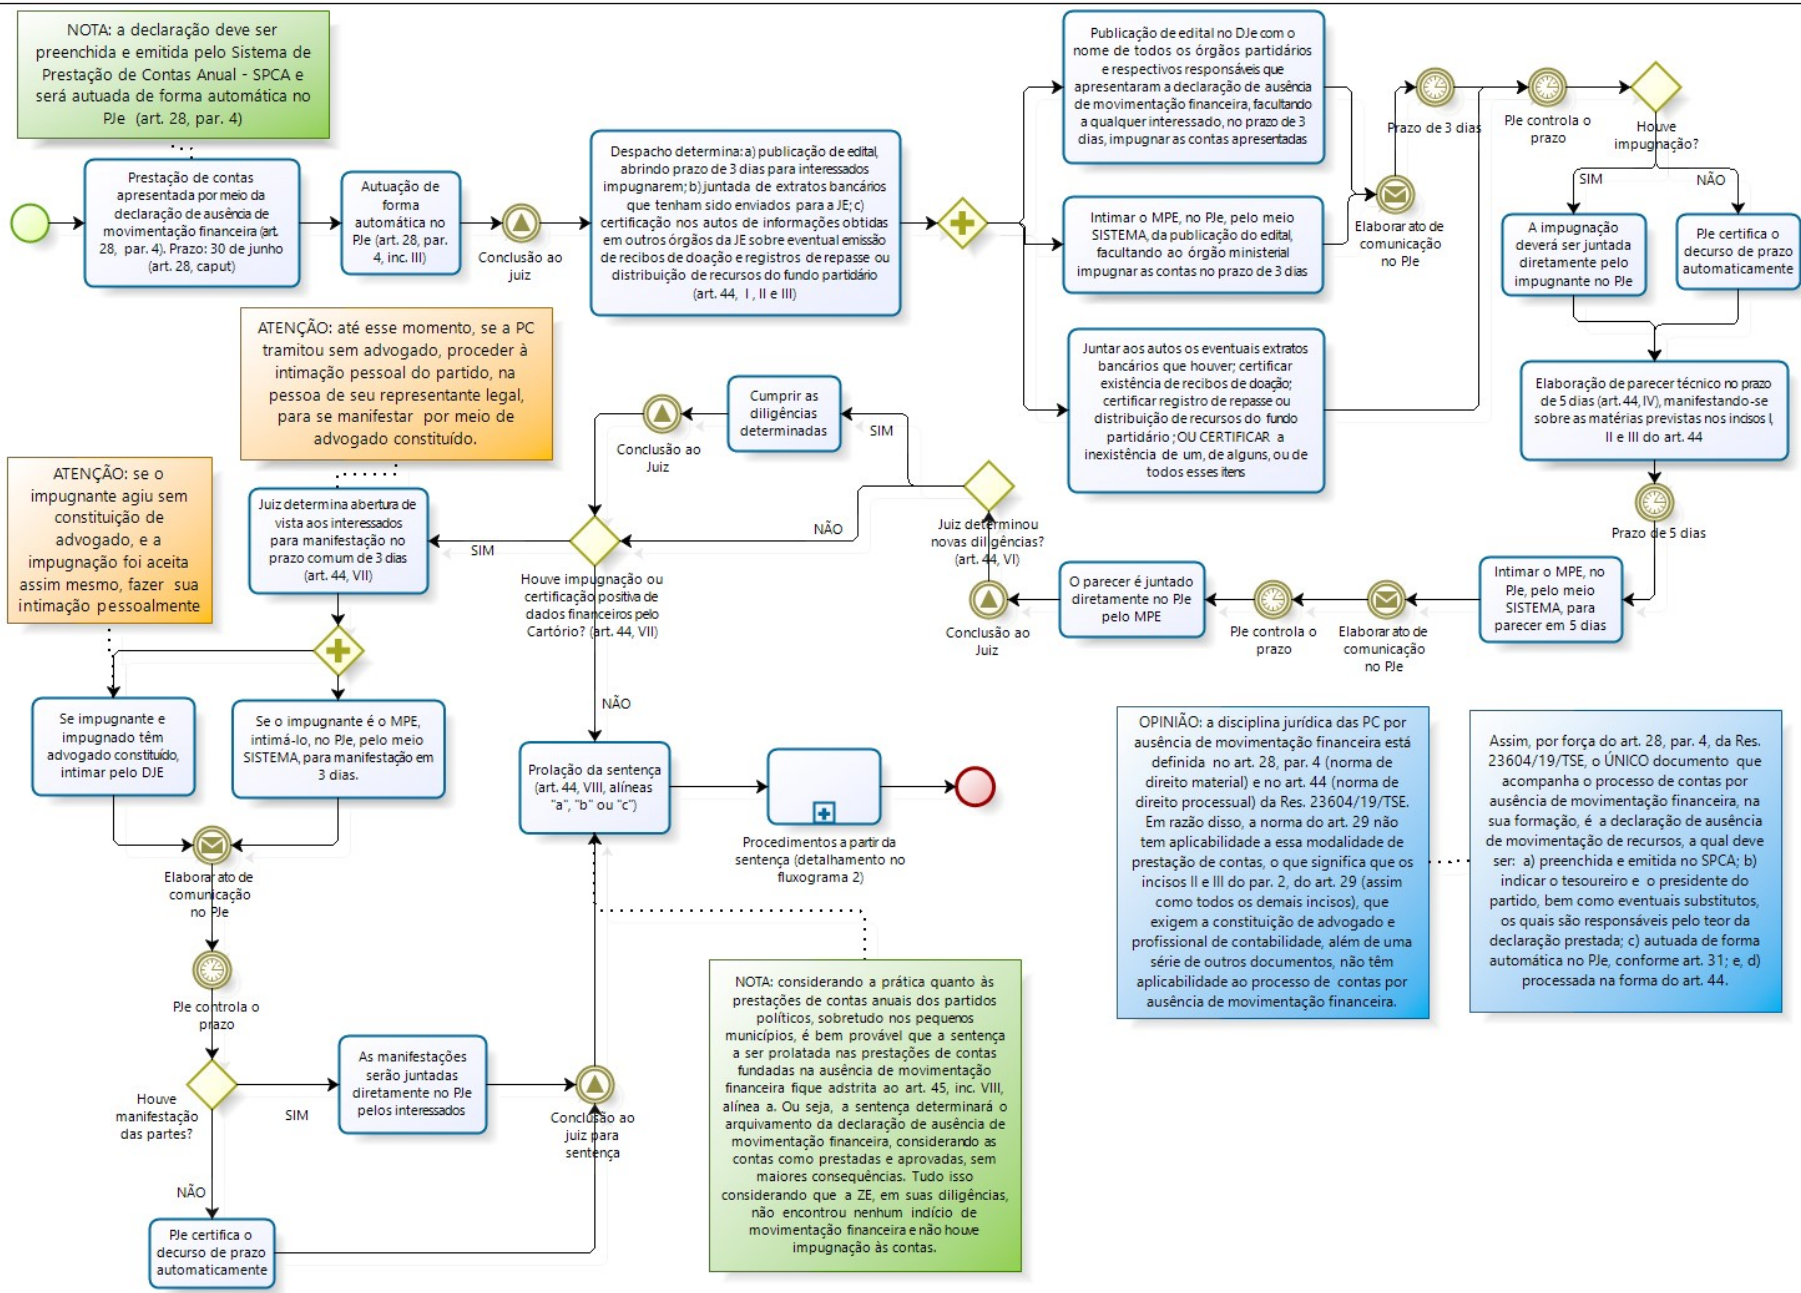 NOTA: a declaração deve ser
preenchida e emitida pelo Sistema de
Prestação de Contas Anual - SPCA e
será autuada de forma automática no
PJe (art. 28, par. 4)
Prestação de contas
apresentada por meio da
declaração de ausência de
movimentação financeira (art.
28, par. 4). Prazo: 30 de junho
(art. 28, caput)
Autuação de
forma
automática no
PJe (art. 28, par.
4, inc. III)
Conclusão ao
juiz
Despacho determina: a) publicação de edital,
abrindo prazo de 3 dias para interessados
impugnarem; b) juntada de extratos bancários
que tenham sido enviados para a JE; c)
certificação nos autos de informações obtidas
em outros órgãos da JE sobre eventual emissão
de recibos de doação e registros de repasse ou
distribuição de recursos do fundo partidário
(art. 44, I , II e III)
Publicação de edital no DJe com o
nome de todos os órgãos partidários
e respectivos responsáveis que
apresentaram a declaração de ausência
de movimentação financeira, facultando
a qualquer interessado, no prazo de 3
dias, impugnar as contas apresentadas
Intimar o MPE, no PJe, pelo meio
SISTEMA, da publicação do edital,
facultando ao órgão ministerial
impugnar as contas no prazo de 3 dias
Juntar aos autos os eventuais extratos
bancários que houver; certificar
existência de recibos de doação;
certificar registro de repasse ou
distribuição de recursos do fundo
partidário ; OU CERTIFICAR a
inexistência de um, de alguns, ou de
todos esses itens
Elaborar ato de
comunicação
no PJe
Prazo de 3 dias
PJe controla o
prazo
Houve
impugnação?
SIM
NÃO
A impugnação
deverá ser juntada
diretamente pelo
impugnante no PJe
PJe certifica o
decurso de prazo
automaticamente
Elaboração de parecer técnico no prazo
de 5 dias (art. 44, IV), manifestando-se
sobre as matérias previstas nos incisos I,
II e III do art. 44
Prazo de 5 dias
Intimar o MPE, no
PJe, pelo meio
SISTEMA, para
parecer em 5 dias
Elaborar ato de
comunicação
no PJe
PJe controla o
prazo
O parecer é juntado
diretamente no PJe
pelo MPE
Conclusão ao
Juiz
Juiz determinou
novas diligências?
(art. 44, VI)
SIM
NÃO
Cumprir as
diligências
determinadas
Conclusão ao
Juiz
Houve impugnação ou
certificação positiva de
dados financeiros pelo
Cartório? (art. 44, VII)
SIM
NÃO
ATENÇÃO: até esse momento, se a PC
tramitou sem advogado, proceder à
intimação pessoal do partido, na
pessoa de seu representante legal,
para se manifestar por meio de
advogado constituído.
Juiz determina abertura de
vista aos interessados
para manifestação no
prazo comum de 3 dias
(art. 44, VII)
ATENÇÃO: se o
impugnante agiu sem
constituição de
advogado, e a
impugnação foi aceita
assim mesmo, fazer sua
intimação pessoalmente
Se impugnante e
impugnado têm
advogado constituído,
intimar pelo DJE
Se o impugnante é o MPE,
intimá-lo, no PJe, pelo meio
SISTEMA, para manifestação em
3 dias.
Elaborar ato de
comunicação
no PJe
PJe controla o
prazo
Houve
manifestação
das partes?
SIM
NÃO
As manifestações
serão juntadas
diretamente no PJe
pelos interessados
PJe certifica o
decurso de prazo
automaticamente
Conclusão ao
juiz para
sentença
Prolação da sentença
(art. 44, VIII, alíneas
"a", "b" ou "c")
Procedimentos a partir da
sentença (detalhamento no
fluxograma 2)
NOTA: considerando a prática quanto às
prestações de contas anuais dos partidos
políticos, sobretudo nos pequenos
municípios, é bem provável que a sentença
a ser prolatada nas prestações de contas
fundadas na ausência de movimentação
financeira fique adstrita ao art. 45, inc. VIII,
alínea a. Ou seja, a sentença determinará o
arquivamento da declaração de ausência de
movimentação financeira, considerando as
contas como prestadas e aprovadas, sem
maiores consequências. Tudo isso
considerando que a ZE, em suas diligências,
não encontrou nenhum indício de
movimentação financeira e não houve
impugnação às contas.
OPINIÃO: a disciplina jurídica das PC por
ausência de movimentação financeira está
definida no art. 28, par. 4 (norma de
direito material) e no art. 44 (norma de
direito processual) da Res. 23604/19/TSE.
Em razão disso, a norma do art. 29 não
tem aplicabilidade a essa modalidade de
prestação de contas, o que significa que os
incisos II e III do par. 2, do art. 29 (assim
como todos os demais incisos), que
exigem a constituição de advogado e
profissional de contabilidade, além de uma
série de outros documentos, não têm
aplicabilidade ao processo de contas por
ausência de movimentação financeira.
Assim, por força do art. 28, par. 4, da Res.
23604/19/TSE, o ÚNICO documento que
acompanha o processo de contas por
ausência de movimentação financeira, na
sua formação, é a declaração de ausência
de movimentação de recursos, a qual deve
ser: a) preenchida e emitida no SPCA; b)
indicar o tesoureiro e o presidente do
partido, bem como eventuais substitutos,
os quais são responsáveis pelo teor da
declaração prestada; c) autuada de forma
automática no PJe, conforme art. 31; e, d)
processada na forma do art. 44.